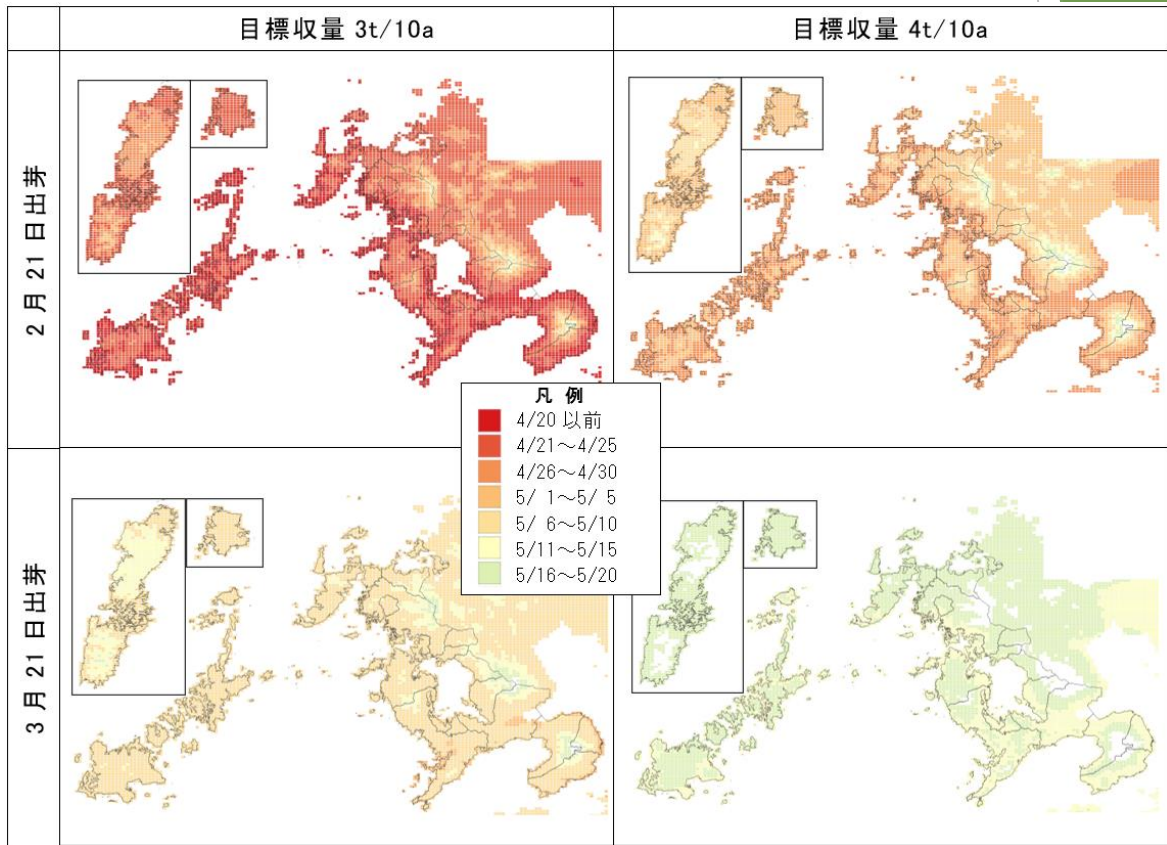 目標収量 3t/10a
目標収量 4t/10a
2月21日出芽
凡 例
4/20 以前
4/21～4/25
4/26～4/30
5/ 1～5/ 5
5/ 6～5/10
5/11～5/15
5/16～5/20
3月21日出芽